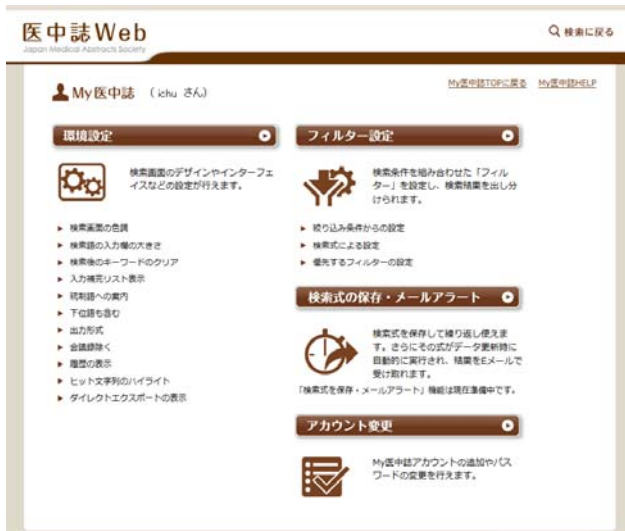 医中誌Web
Japan Medical Abstracts Society
検索に戻る
My医中誌 （ ichu さん）
My医中誌TOPに戻る
My医中誌HELP
環境設定
検索画面のデザインやインターフェ
イスなどの設定が行えます。
検索画面の色調
検索語の入力欄の大きさ
検索後のキーワードのクリア
入力補完リスト表示
統制語への案内
下位語も含む
出力形式
会議録除く
履歴の表示
ヒット文字列のハイライト
ダイレクトエクスポートの表示
フィルター設定
検索条件を組み合わせた「フィル
ター」を設定し、検索結果を出し分
けられます。
絞り込み条件からの設定
検索式による設定
優先するフィルターの設定
検索式の保存・メールアラート
検索式を保存して繰り返し使えま
す。さらにその式がデータ更新時に
自動的に実行され、結果をEメールで
受け取れます。
「検索式を保存・メールアラート」機能は現在準備中です。
アカウント変更
My医中誌アカウントの追加やパス
ワードの変更を行えます。